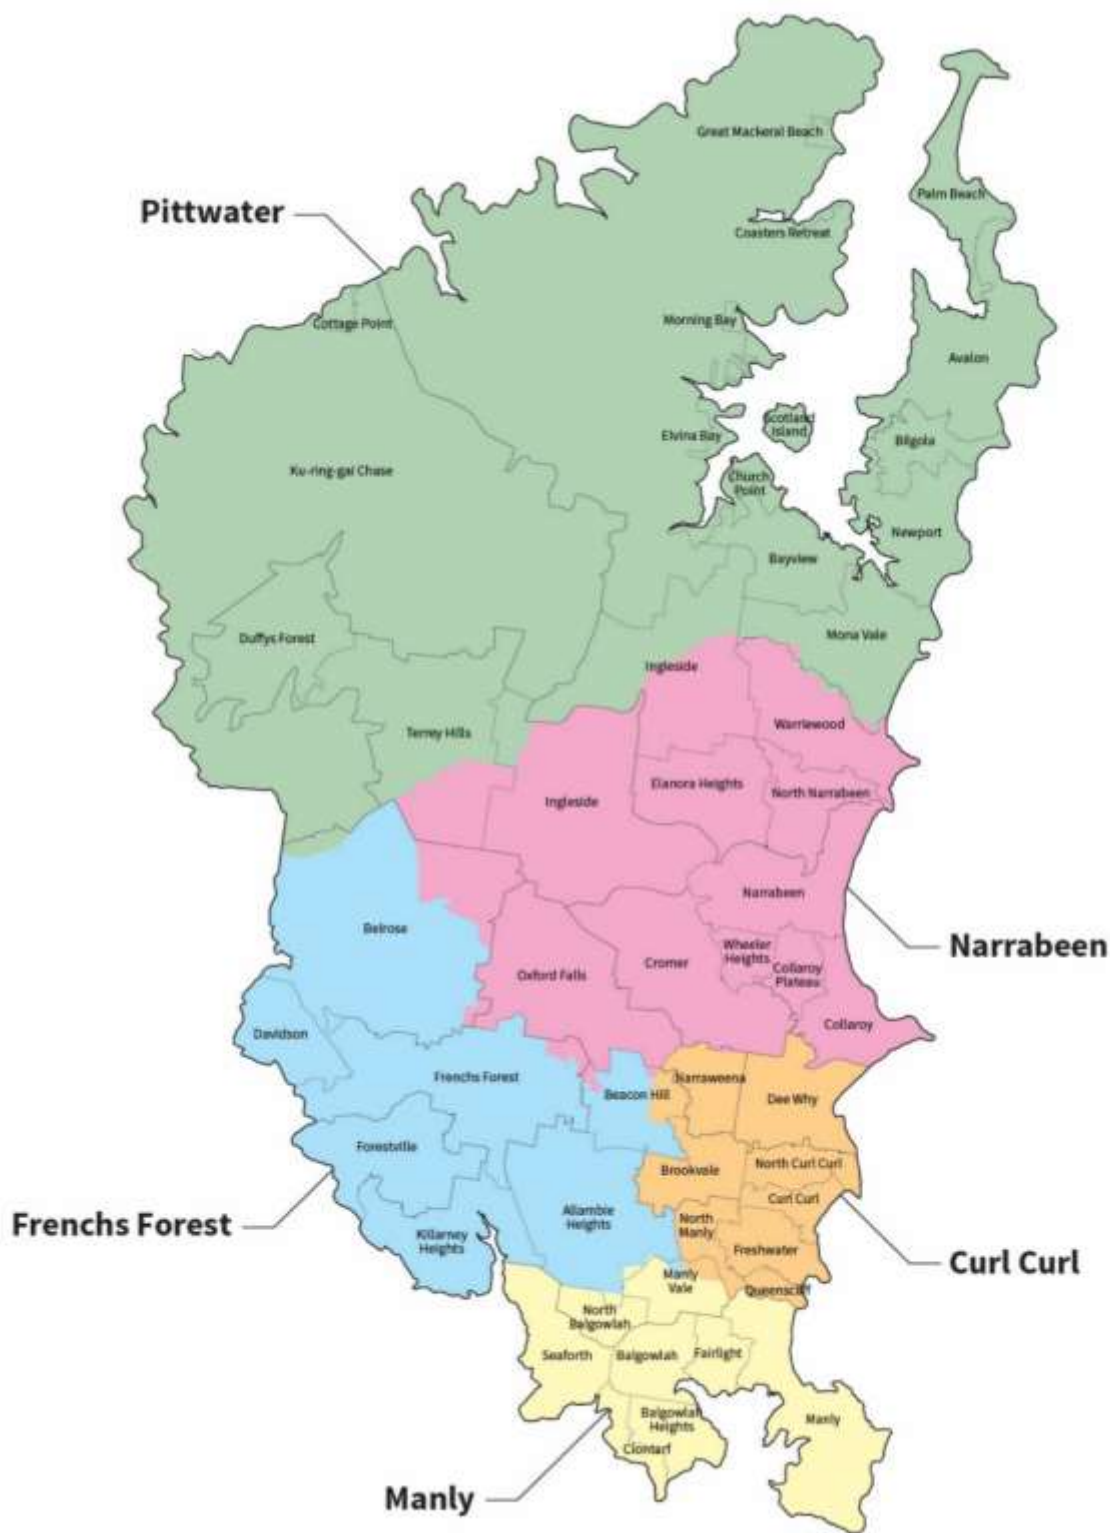 Great Mackeral Beach
Palm Beach
Pittwater
Coasters Retreat
Morning Bay
Cottage Point
Avalon
Scotland
Island
Elvina Bay
Bilgola
Ku-ring-gai Chase
Church
Point
Newport
Bayview
Duffys Forest
Mona Vale
Ingleside
Warriewood
Terrey Hills
Elanora Heights
North Narrabeen
Ingleside
Narrabeen
Belrose
Narrabeen
Wheeler
Heights
Cromer
Oxford Falls
Collaroy
Plateau
Collaroy
Davidson
Frenchs Forest
Narraweena
Beacon Hill
Dee Why
Forestville
North Curl Curl
Brookvale
Curl Curl
Allambie
Heights
North
Manly
Frenchs Forest
Killarney
Heights
Freshwater
Curl Curl
Manly
Vale
Queenscliff
North
Balgowlah
Seaforth
Balgowlah
Fairlight
Balgowlah
Heights
Manly
Clontarf
Manly